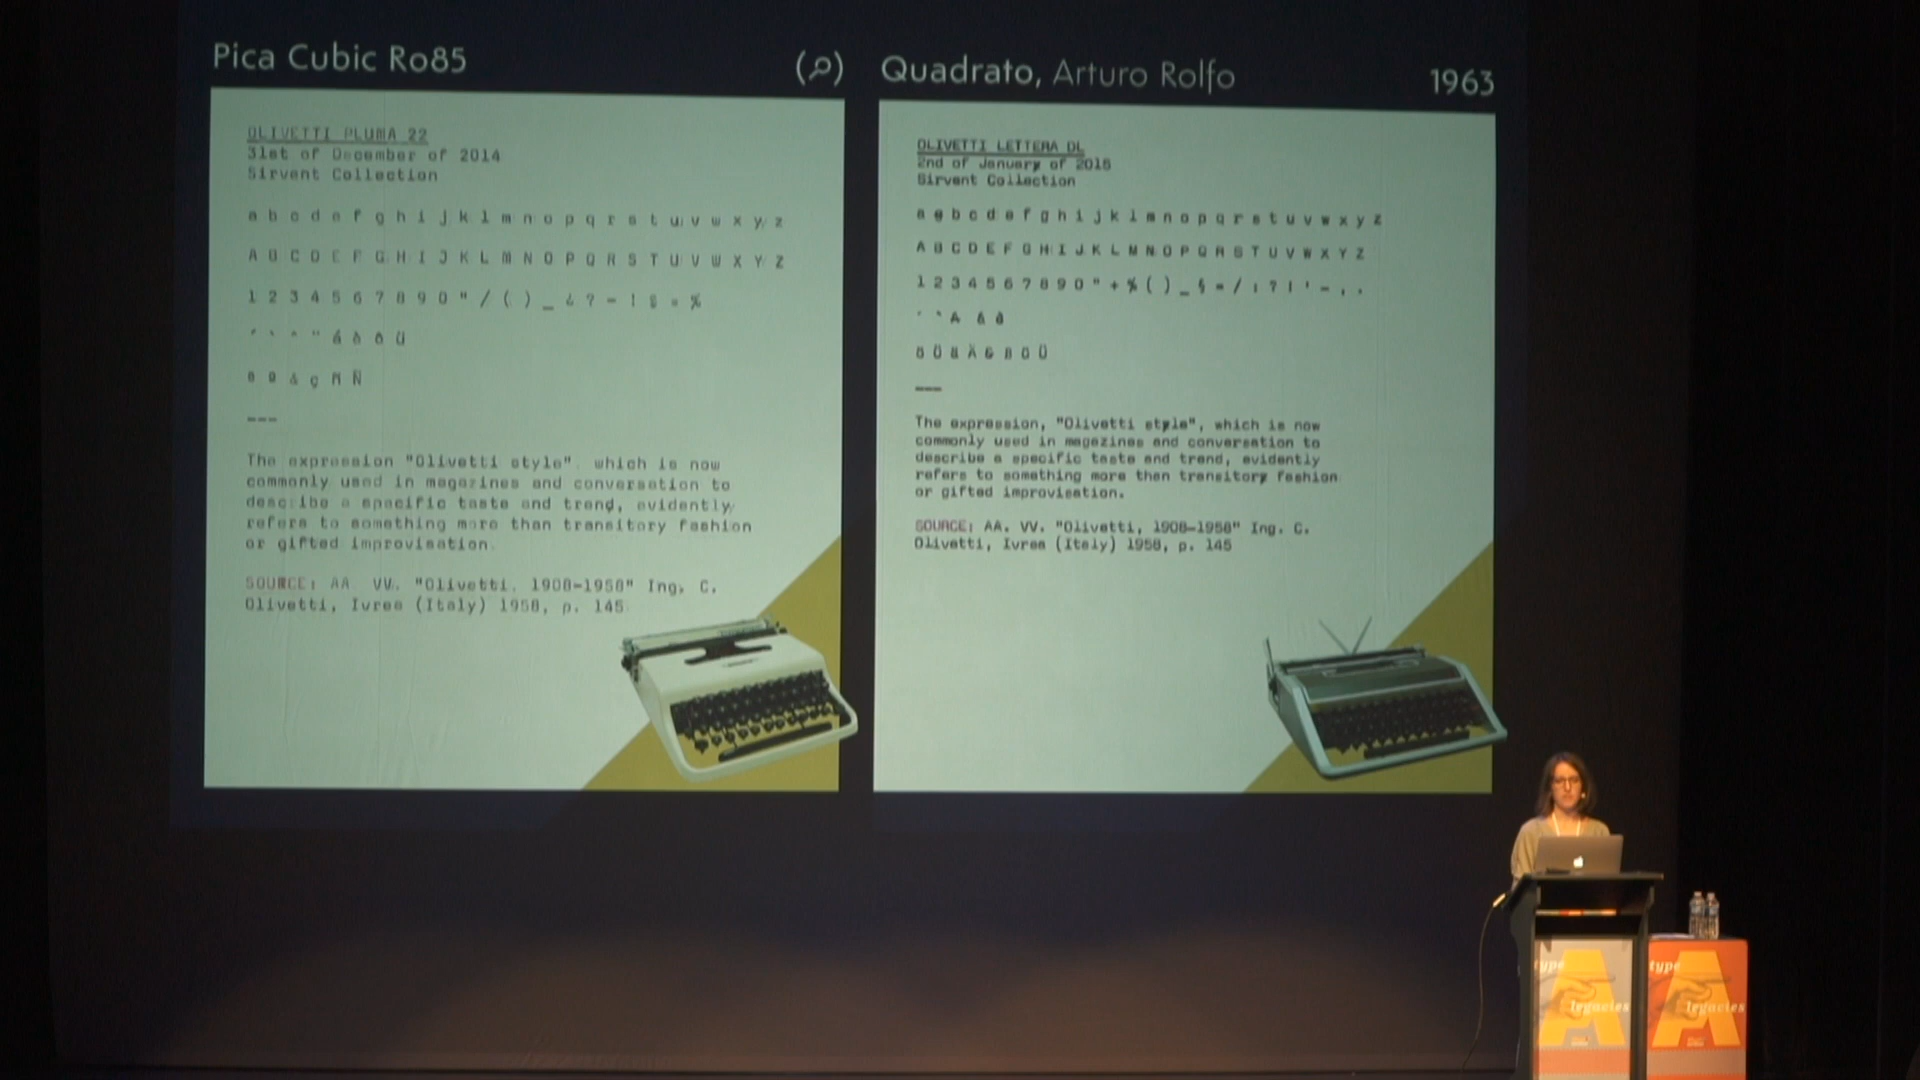 Pica Cubic Ro85
OLIVETTI PLUMA 22
31st of December of 2014
Sirvent Collection
a b c d e f g h i j k l m n o p q r s t u v w x y z
A B C D E F G H I J K L M N O P Q R S T U V W X Y Z
1 2 3 4 5 6 7 8 9 0 " / ( ) _ ¿ ? - ! § = %
´ ` ^ ¨ á à ô ü
ª º & ç Ñ Ñ
---
The expression "Olivetti style", which is now
commonly used in magazines and conversation to
describe a specific taste and trend, evidently
refers to something more than transitory fashion
or gifted improvisation.
SOURCE: AA. VV. "Olivetti, 1908-1958" Ing. C.
Olivetti, Ivrea (Italy) 1958, p. 145
Quadrato, Arturo Rolfo 1963
OLIVETTI LETTERA DL
2nd of January of 2015
Sirvent Collection
a b c d e f g h i j k l m n o p q r s t u v w x y z
A B C D E F G H I J K L M N O P Q R S T U V W X Y Z
1 2 3 4 5 6 7 8 9 0 " + % ( ) _ § = / : ? ! ' - , .
---
The expression, "Olivetti style", which is now
commonly used in magazines and conversation to
describe a specific taste and trend, evidently
refers to something more than transitory fashion
or gifted improvisation.
SOURCE: AA. VV. "Olivetti, 1908-1958" Ing. C.
Olivetti, Ivrea (Italy) 1958, p. 145
type
A
legacies
type
A
legacies